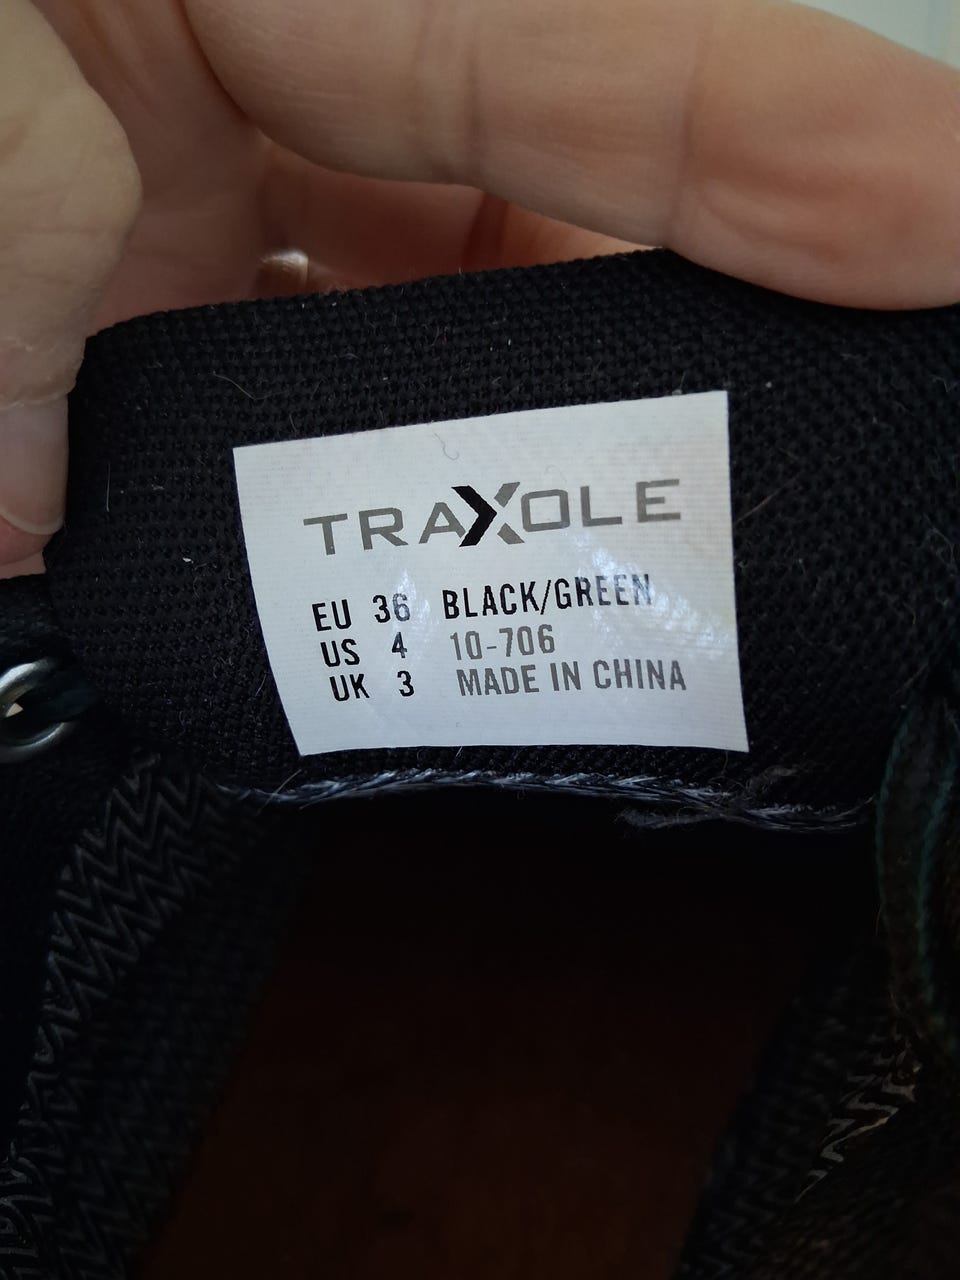 TRAXOLE
EU 36 BLACK/GREEN
US 4 10-706
UK 3 MADE IN CHINA